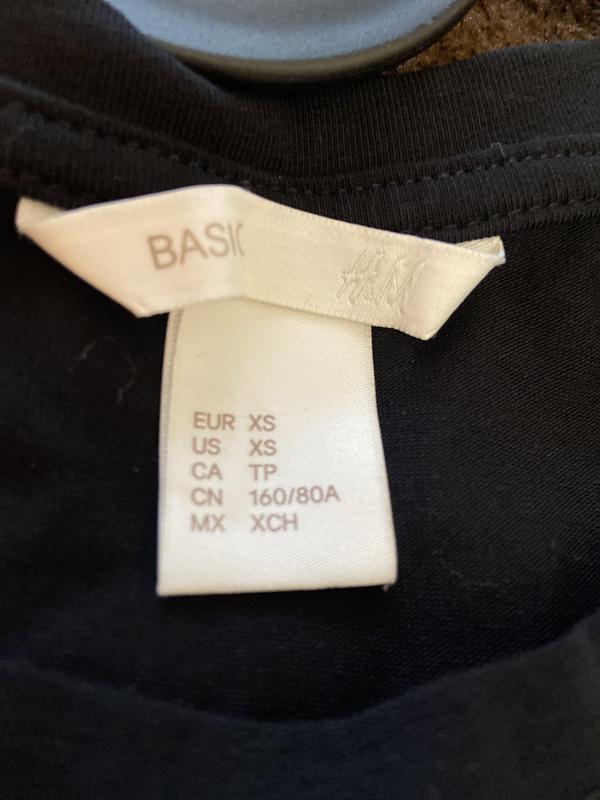 BASIC
H&M
EUR XS
US XS
CA TP
CN 160/80A
MX XCH